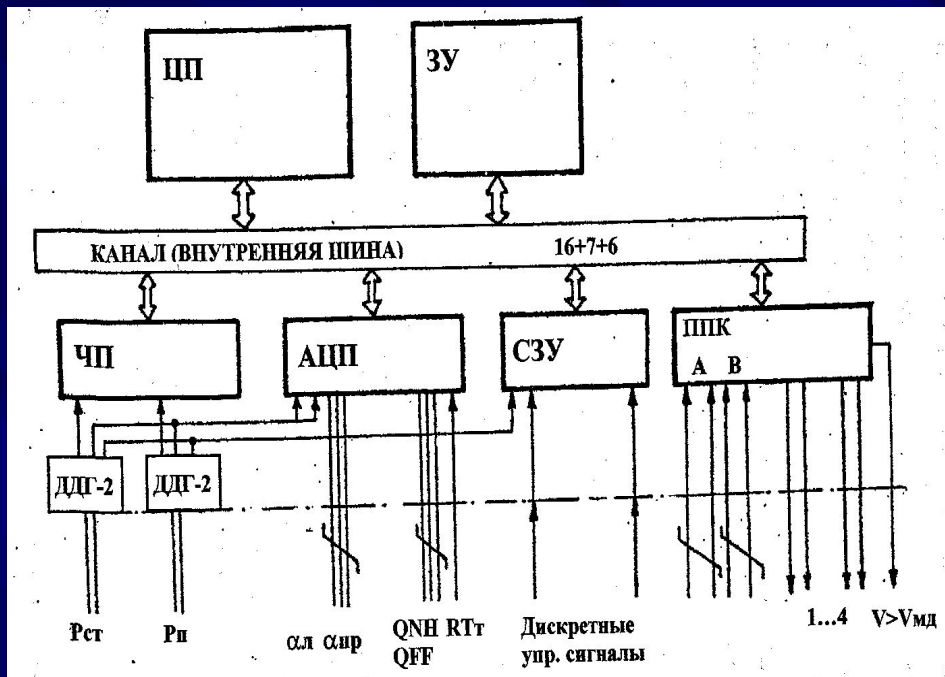 ЦП
ЗУ
КАНАЛ (ВНУТРЕННЯЯ ШИНА) 16+7+6
ЧП
АЦП
СЗУ
ППК
А В
ДДГ-2
ДДГ-2
Рст
Рп
αл αпр
QNH RTт
QFF
Дискретные
упр. сигналы
1...4
V>Vмд